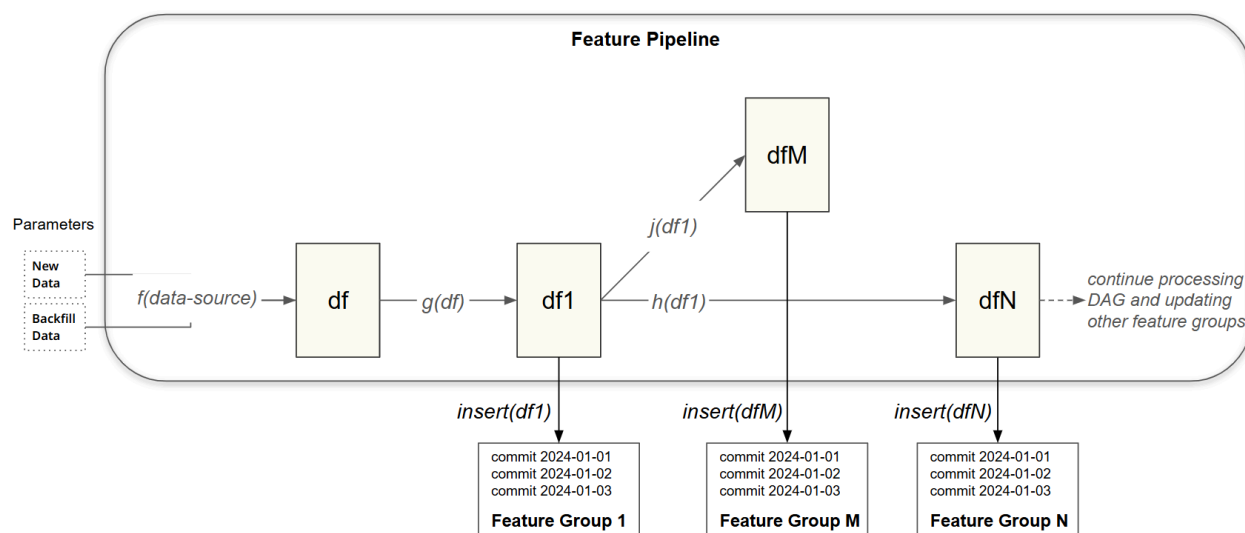 Feature Pipeline
dfM
Parameters
j(df1)
New
Data
continue processing
DAG and updating
other feature groups
f(data-source)
df
g(df)
df1
h(df1)
dfN
Backfill
Data
insert(df1)
insert(dfM)
insert(dfN)
commit 2024-01-01
commit 2024-01-02
commit 2024-01-03
Feature Group 1
commit 2024-01-01
commit 2024-01-02
commit 2024-01-03
Feature Group M
commit 2024-01-01
commit 2024-01-02
commit 2024-01-03
Feature Group N